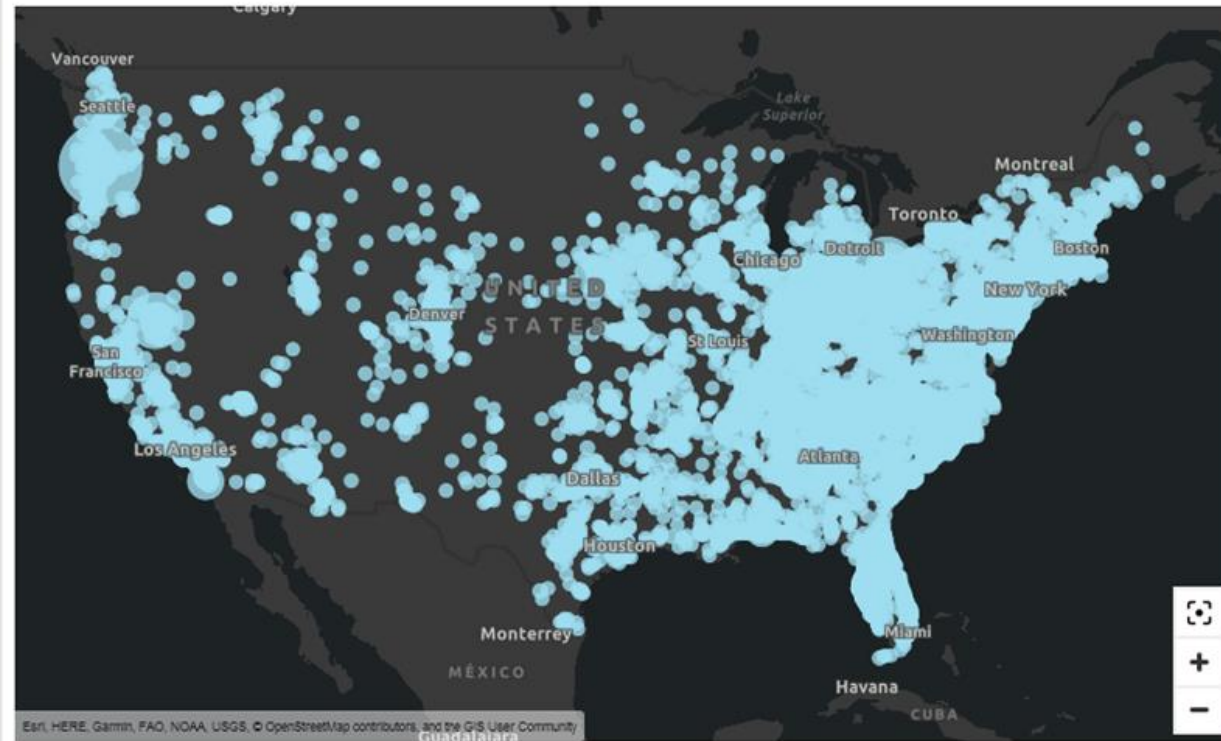 Calgary
Vancouver
Seattle
Lake
Superior
Montreal
Toronto
Detroit
Boston
Chicago
New York
UNITED
STATES
Denver
Washington
St Louis
San
Francisco
Los Angeles
Atlanta
Dallas
Houston
Miami
Monterrey
MÉXICO
Havana
CUBA
+
−
Esri, HERE, Garmin, FAO, NOAA, USGS, © OpenStreetMap contributors, and the GIS User Community
Guadalajara